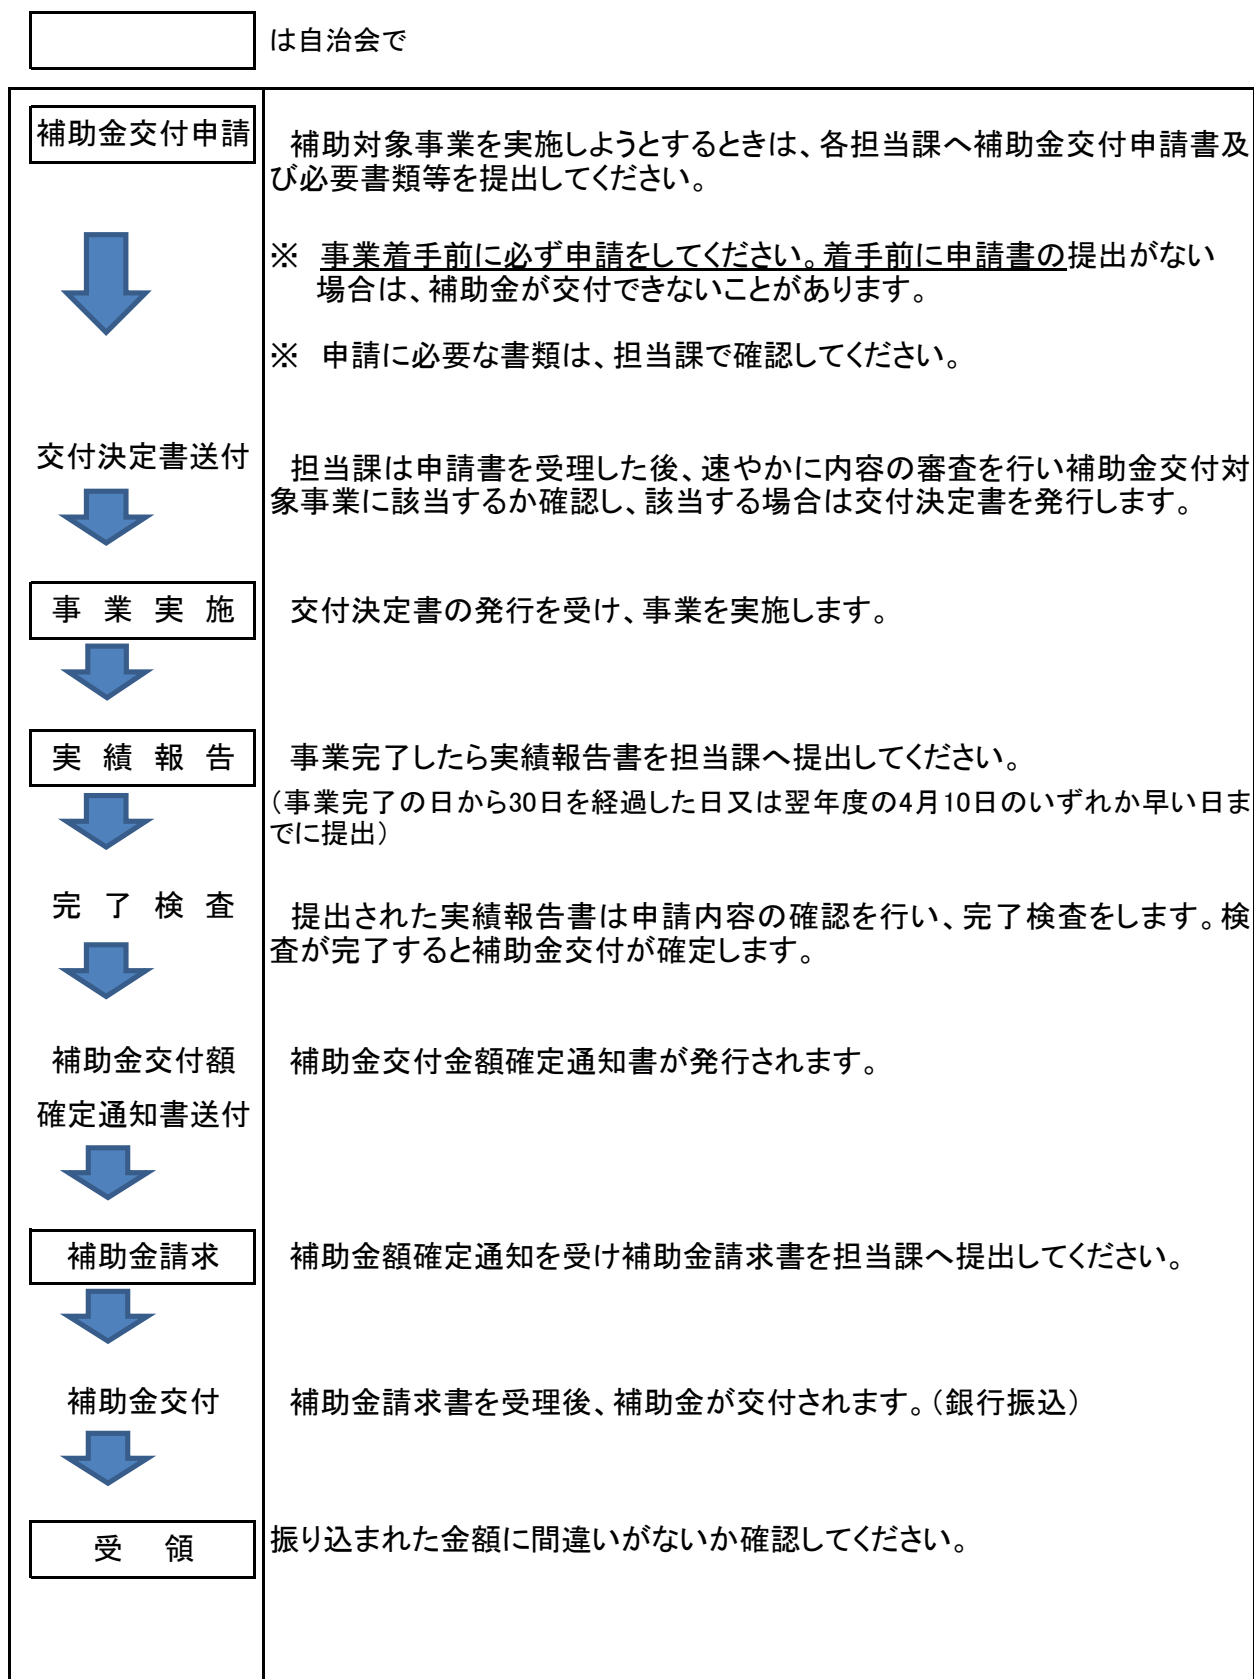 は自治会で
補助金交付申請
補助対象事業を実施しようとするときは、各担当課へ補助金交付申請書及
び必要書類等を提出してください。
※ 事業着手前に必ず申請をしてください。着手前に申請書の提出がない
場合は、補助金が交付できないことがあります。
※ 申請に必要な書類は、担当課で確認してください。
交付決定書送付
担当課は申請書を受理した後、速やかに内容の審査を行い補助金交付対
象事業に該当するか確認し、該当する場合は交付決定書を発行します。
事 業 実 施
交付決定書の発行を受け、事業を実施します。
実 績 報 告
事業完了したら実績報告書を担当課へ提出してください。
（事業完了の日から30日を経過した日又は翌年度の4月10日のいずれか早い日ま
でに提出）
完 了 検 査
提出された実績報告書は申請内容の確認を行い、完了検査をします。検
査が完了すると補助金交付が確定します。
補助金交付額
確定通知書送付
補助金交付金額確定通知書が発行されます。
補助金請求
補助金額確定通知を受け補助金請求書を担当課へ提出してください。
補助金交付
補助金請求書を受理後、補助金が交付されます。（銀行振込）
受 領
振り込まれた金額に間違いがないか確認してください。